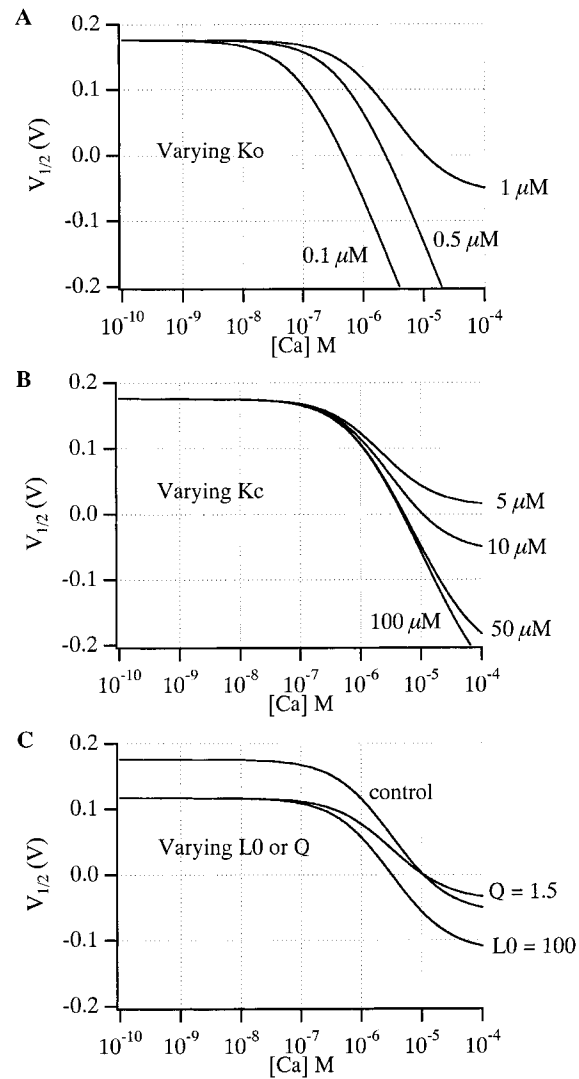 A
0.2
0.1
0.0
-0.1
-0.2
V1/2 (V)
Varying Ko
1 μM
0.5 μM
0.1 μM
10-10 10-9 10-8 10-7 10-6 10-5 10-4
[Ca] M
B
0.2
0.1
0.0
-0.1
-0.2
V1/2 (V)
Varying Kc
5 μM
10 μM
50 μM
100 μM
10-10 10-9 10-8 10-7 10-6 10-5 10-4
[Ca] M
C
0.2
0.1
0.0
-0.1
-0.2
V1/2 (V)
control
Varying L0 or Q
Q = 1.5
L0 = 100
10-10 10-9 10-8 10-7 10-6 10-5 10-4
[Ca] M